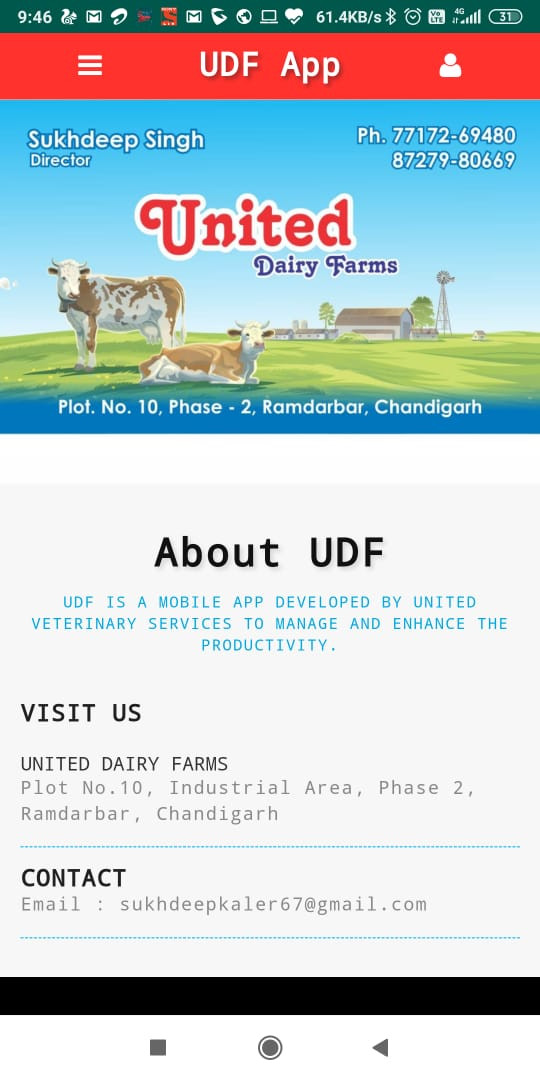 9:46 61.4KB/s VO LTE 4G 31
UDF App
Sukhdeep Singh
Director
Ph. 77172-69480
87279-80669
United
Dairy Farms
Plot. No. 10, Phase - 2, Ramdarbar, Chandigarh
About UDF
UDF IS A MOBILE APP DEVELOPED BY UNITED
VETERINARY SERVICES TO MANAGE AND ENHANCE THE
PRODUCTIVITY.
VISIT US
UNITED DAIRY FARMS
Plot No.10, Industrial Area, Phase 2,
Ramdarbar, Chandigarh
CONTACT
Email : sukhdeepkaler67@gmail.com